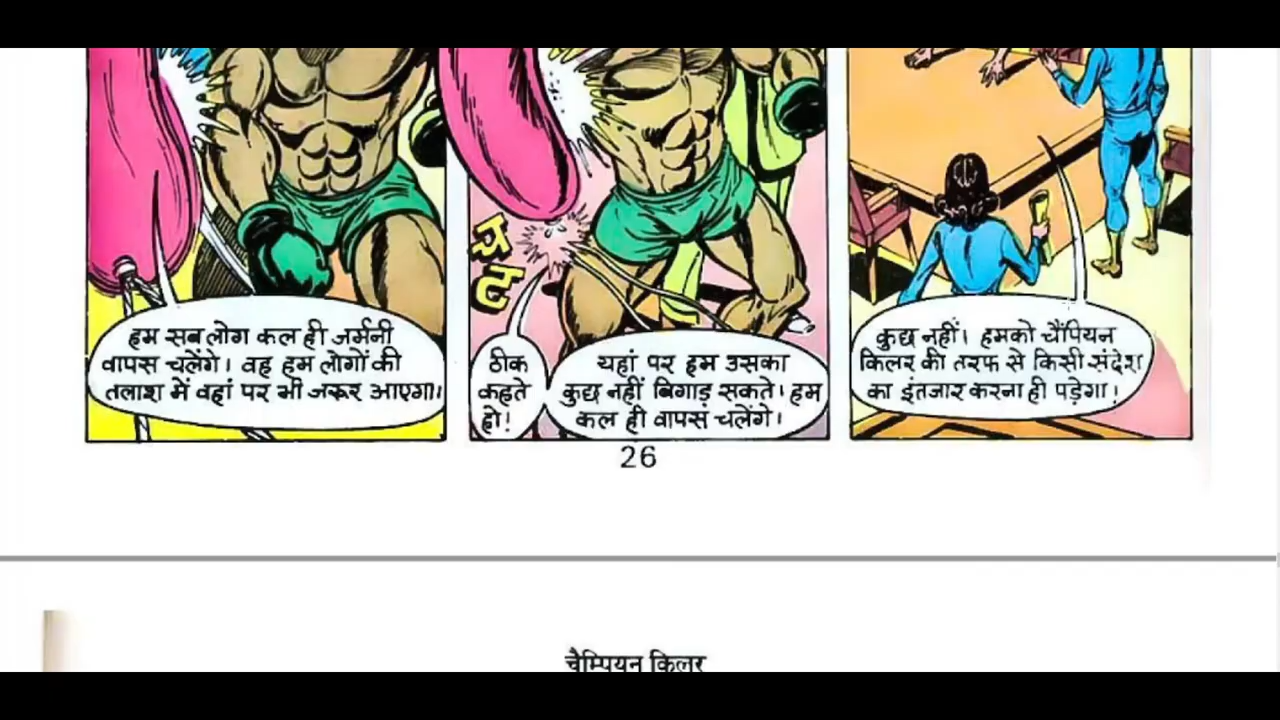 हम सब लोग कल ही जर्मनी
वापस चलेंगे। वह हम लोगों की
तलाश में वहां पर भी जरूर आएगा।
चट
ठीक
कहते
हो!
यहां पर हम उसका
कुछ नहीं बिगाड़ सकते। हम
कल ही वापस चलेंगे।
कुछ नहीं। हमको चैंपियन
किलर की तरफ से किसी संदेश
का इंतजार करना ही पड़ेगा!
26
चैम्पियन किलर